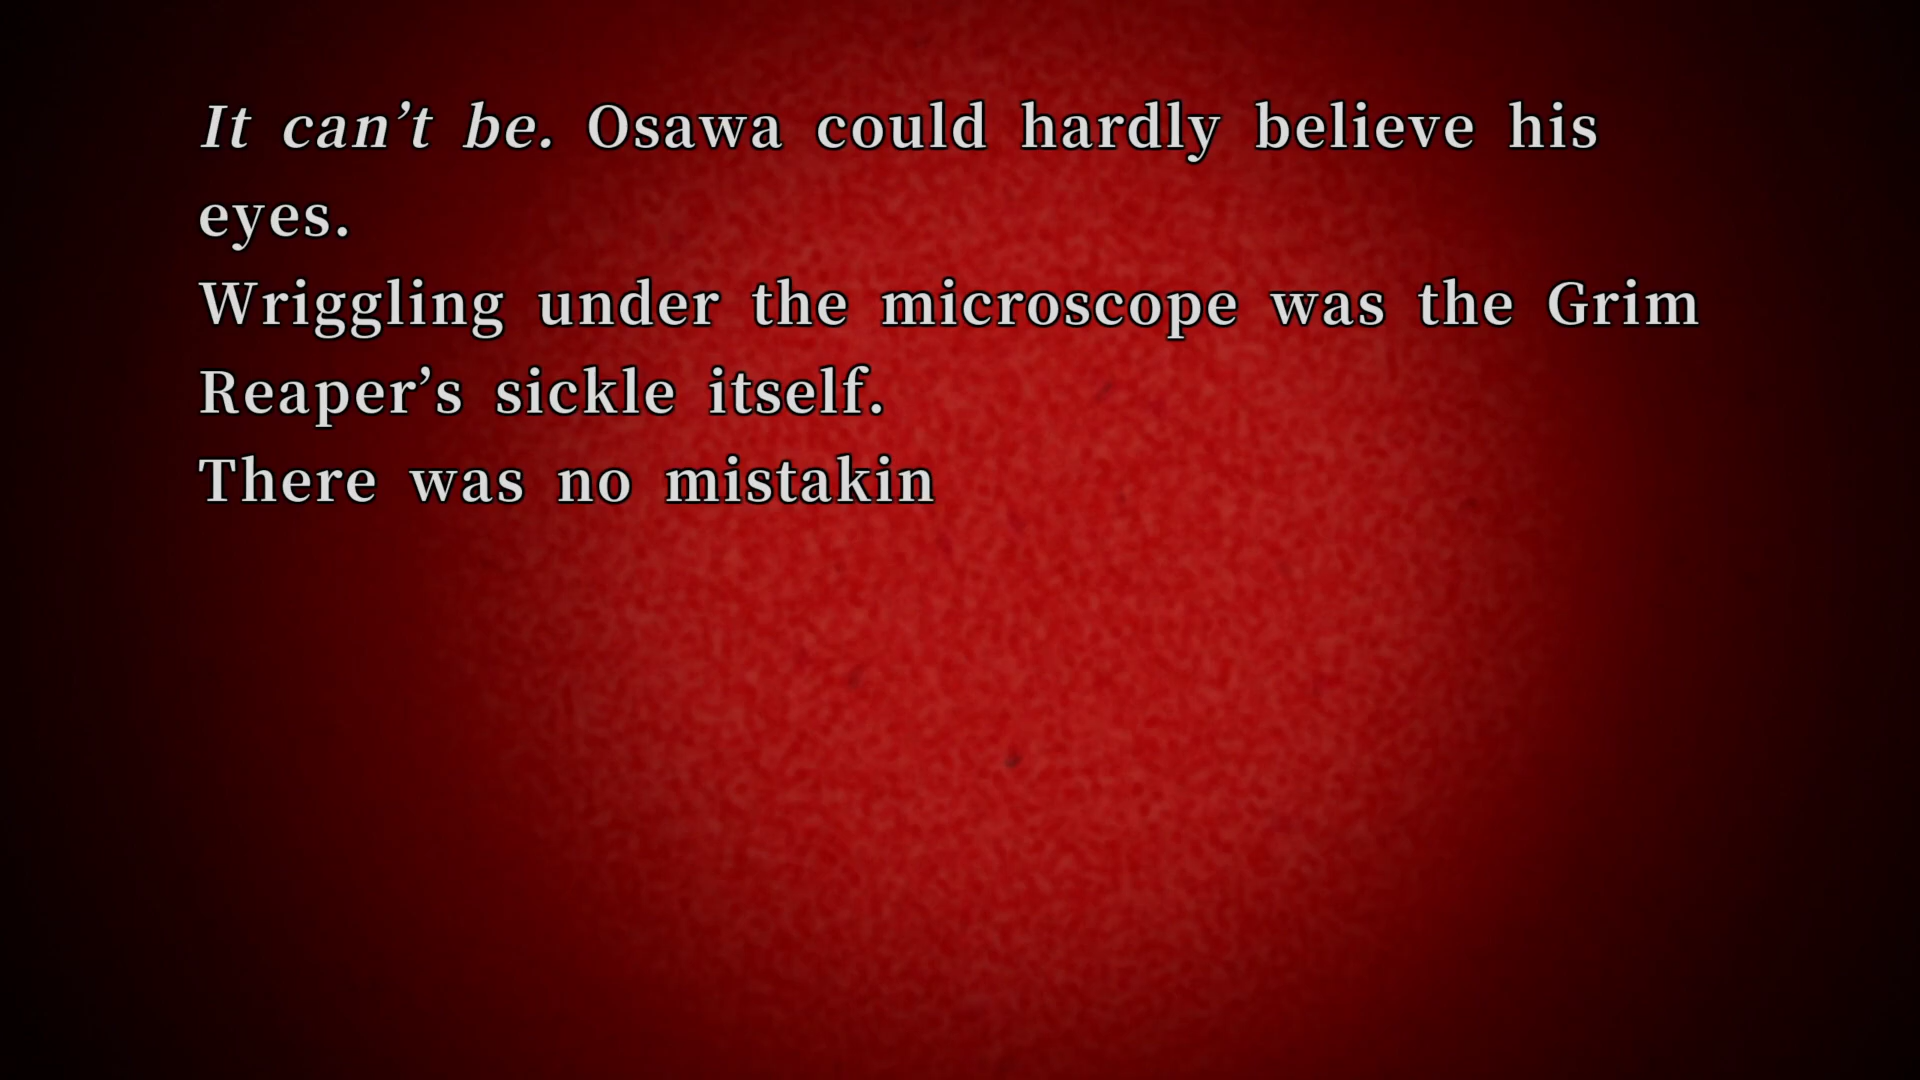 It can’t be. Osawa could hardly believe his
eyes.
Wriggling under the microscope was the Grim
Reaper’s sickle itself.
There was no mistakin